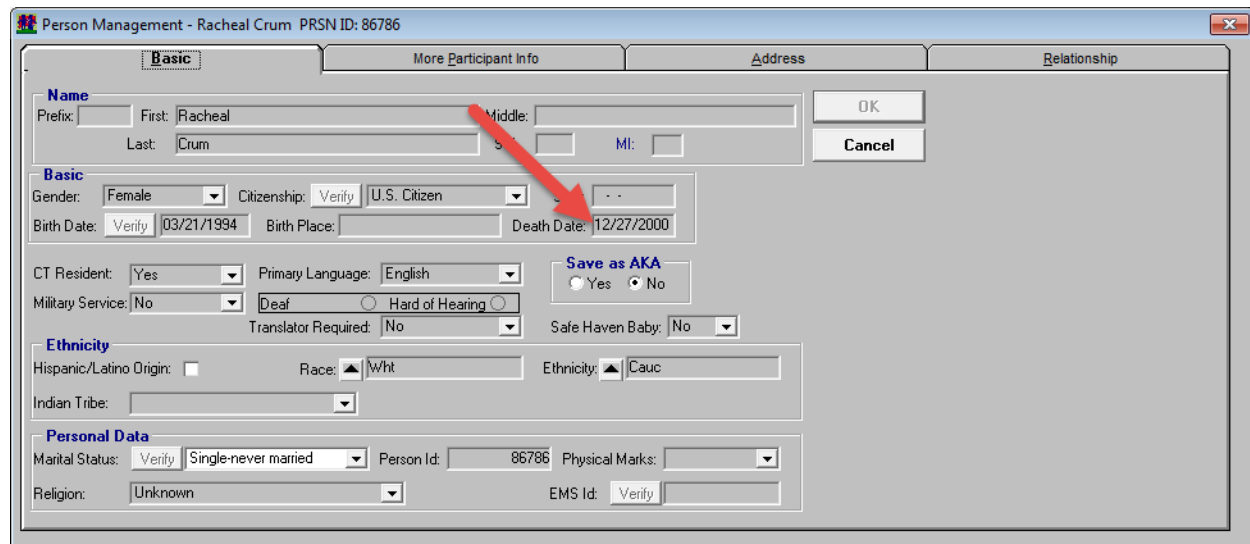 Person Management - Racheal Crum PRSN ID: 86786
Basic More Participant Info Address Relationship
Name
Prefix: First: Racheal Middle:
OK
Last: Crum MI:
Cancel
Basic
Gender: Female Citizenship: Verify U.S. Citizen - -
Birth Date: Verify 03/21/1994 Birth Place: Death Date: 12/27/2000
CT Resident: Yes Primary Language: English
Save as AKA
Yes No
Military Service: No Deaf Hard of Hearing
Translator Required: No Safe Haven Baby: No
Ethnicity
Hispanic/Latino Origin: Race: Wht Ethnicity: Cauc
Indian Tribe:
Personal Data
Marital Status: Verify Single-never married Person Id: 86786 Physical Marks:
Religion: Unknown EMS Id: Verify